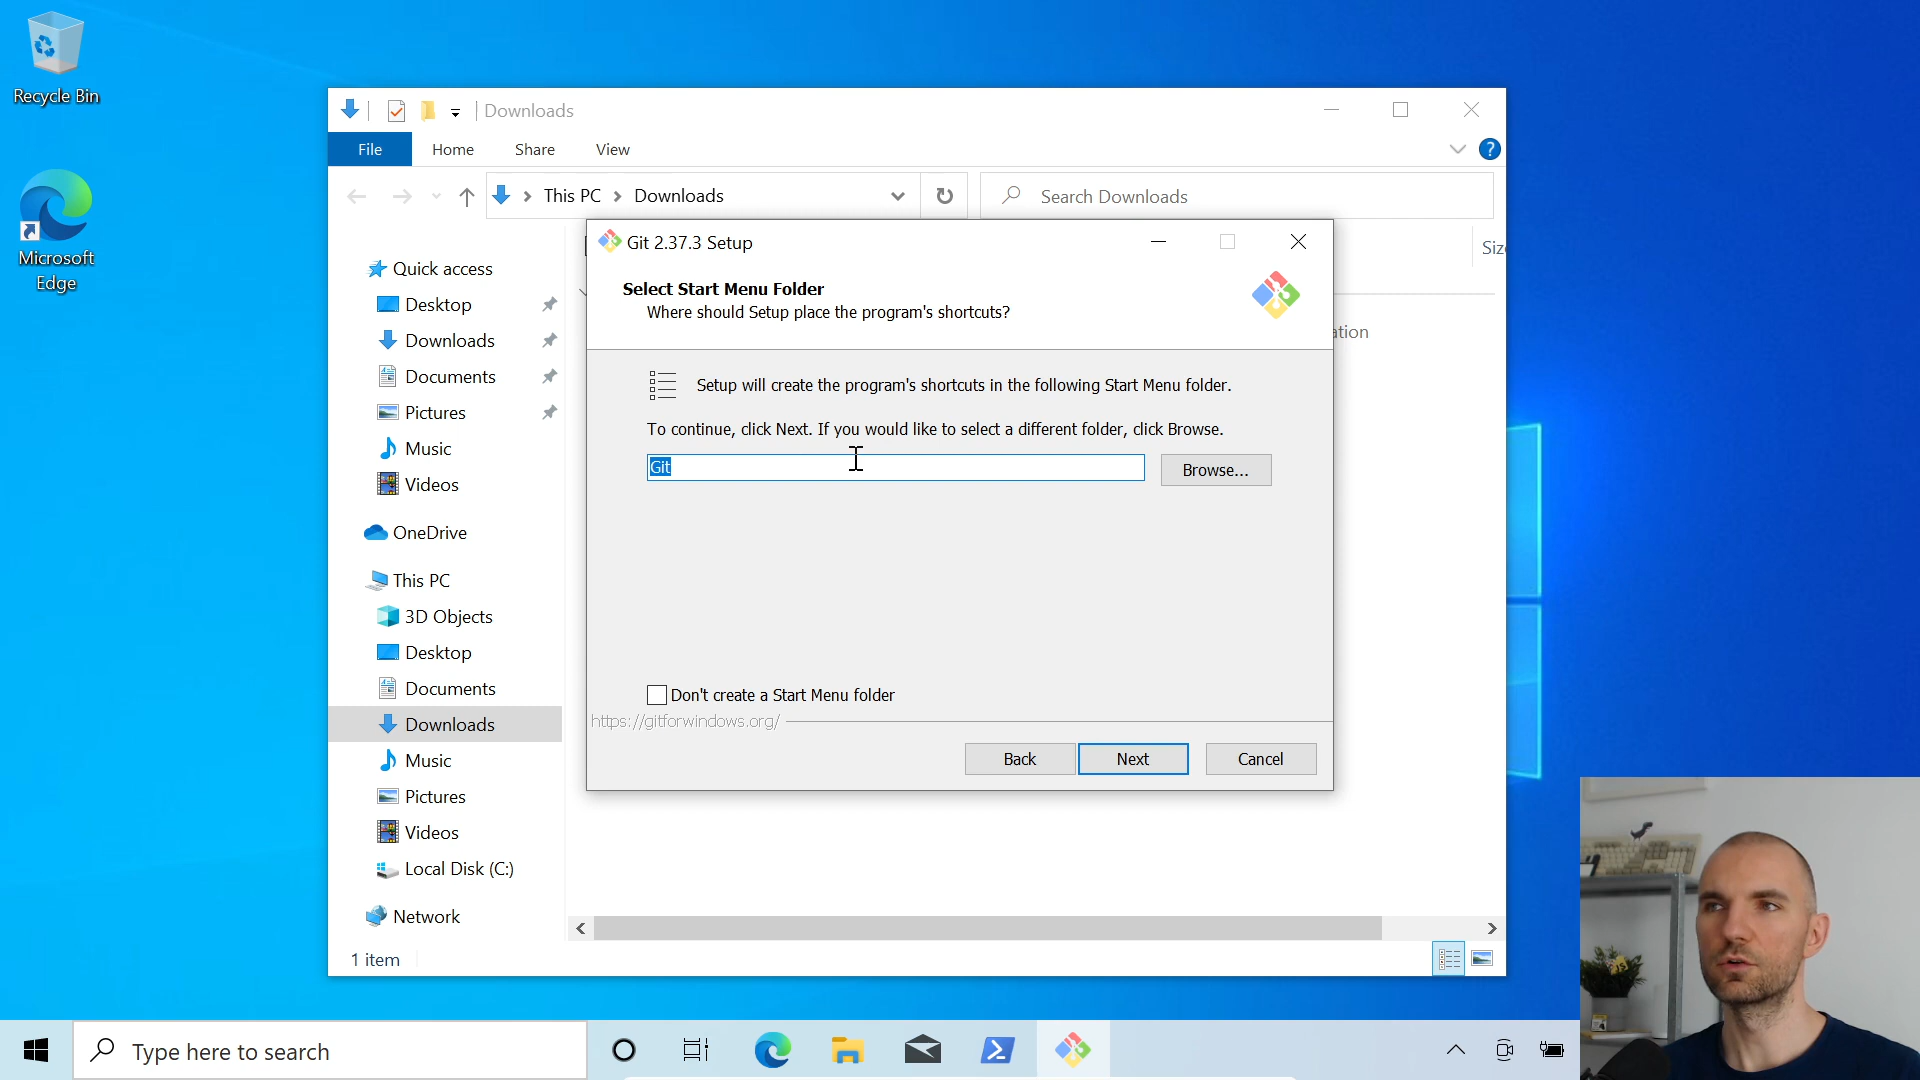 Recycle Bin
Microsoft
Edge
Downloads
File
Home
Share
View
This PC
Downloads
Search Downloads
Quick access
Desktop
Downloads
Documents
Pictures
Music
Videos
OneDrive
This PC
3D Objects
Desktop
Documents
Downloads
Music
Pictures
Videos
Local Disk (C:)
Network
1 item
Git 2.37.3 Setup
Select Start Menu Folder
Where should Setup place the program's shortcuts?
Setup will create the program's shortcuts in the following Start Menu folder.
To continue, click Next. If you would like to select a different folder, click Browse.
Git
Browse...
Don't create a Start Menu folder
https://gitforwindows.org/
Back
Next
Cancel
Type here to search